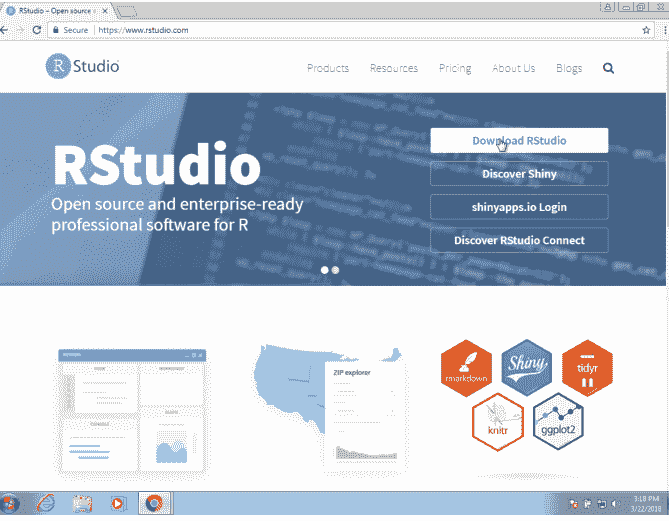 RStudio – Open source
Secure https://www.rstudio.com
R Studio
Products Resources Pricing About Us Blogs
RStudio
Open source and enterprise-ready
professional software for R
Download RStudio
Discover Shiny
shinyapps.io Login
Discover RStudio Connect
ZIP explorer
rmarkdown
Shiny
tidyr
knitr
ggplot2
3:18 PM
3/22/2018